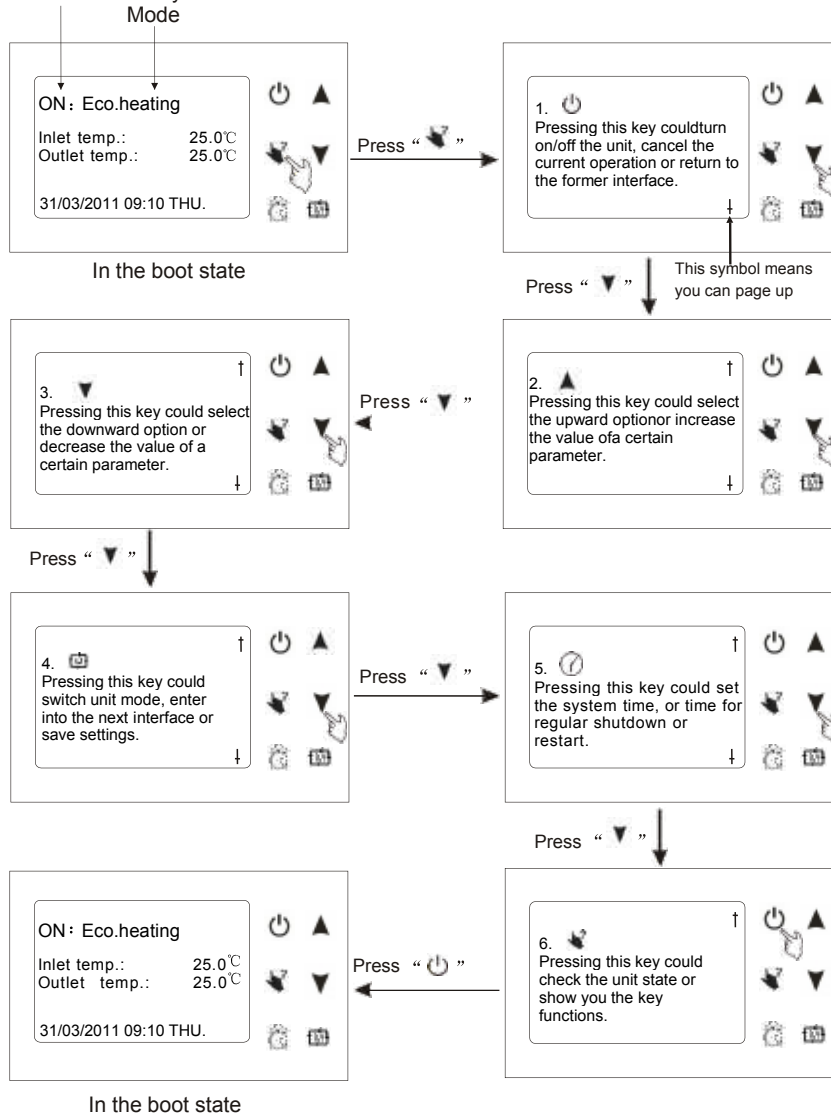 Mode
ON: Eco.heating
Inlet temp.: 25.0℃
Outlet temp.: 25.0℃
31/03/2011 09:10 THU.
In the boot state
Press “ ”
1.
Pressing this key couldturn
on/off the unit, cancel the
current operation or return to
the former interface.
This symbol means
you can page up
Press “ ▼ ”
2. ▲
Pressing this key could select
the upward optionor increase
the value ofa certain
parameter.
Press “ ▼ ”
3. ▼
Pressing this key could select
the downward option or
decrease the value of a
certain parameter.
Press “ ▼ ”
4.
Pressing this key could
switch unit mode, enter
into the next interface or
save settings.
Press “ ▼ ”
5.
Pressing this key could set
the system time, or time for
regular shutdown or
restart.
Press “ ▼ ”
6.
Pressing this key could
check the unit state or
show you the key
functions.
Press “ ”
ON: Eco.heating
Inlet temp.: 25.0℃
Outlet temp.: 25.0℃
31/03/2011 09:10 THU.
In the boot state